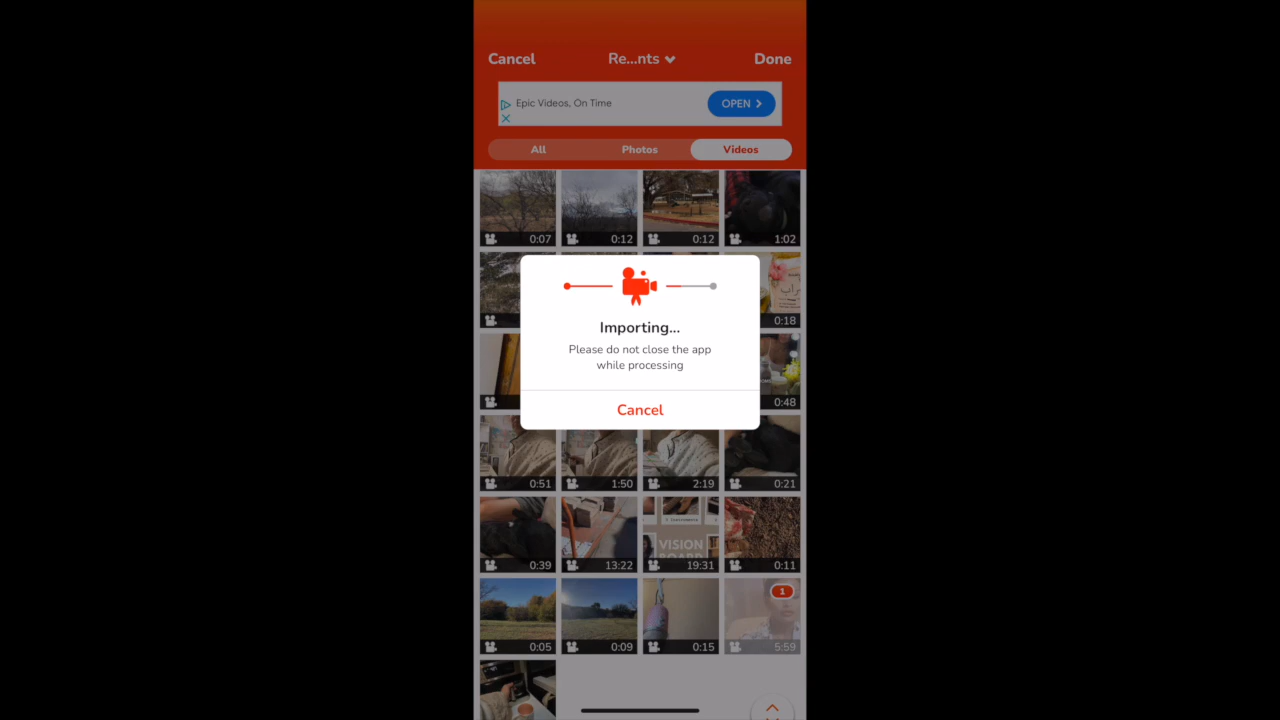 Cancel
Re...nts
Done
Epic Videos, On Time
OPEN
All
Photos
Videos
0:07
0:12
0:12
1:02
0:18
Importing...
Please do not close the app
while processing
Cancel
0:48
0:51
1:50
2:19
0:21
0:39
13:22
VISION
BOARD
19:31
0:11
0:05
0:09
0:15
1
5:59